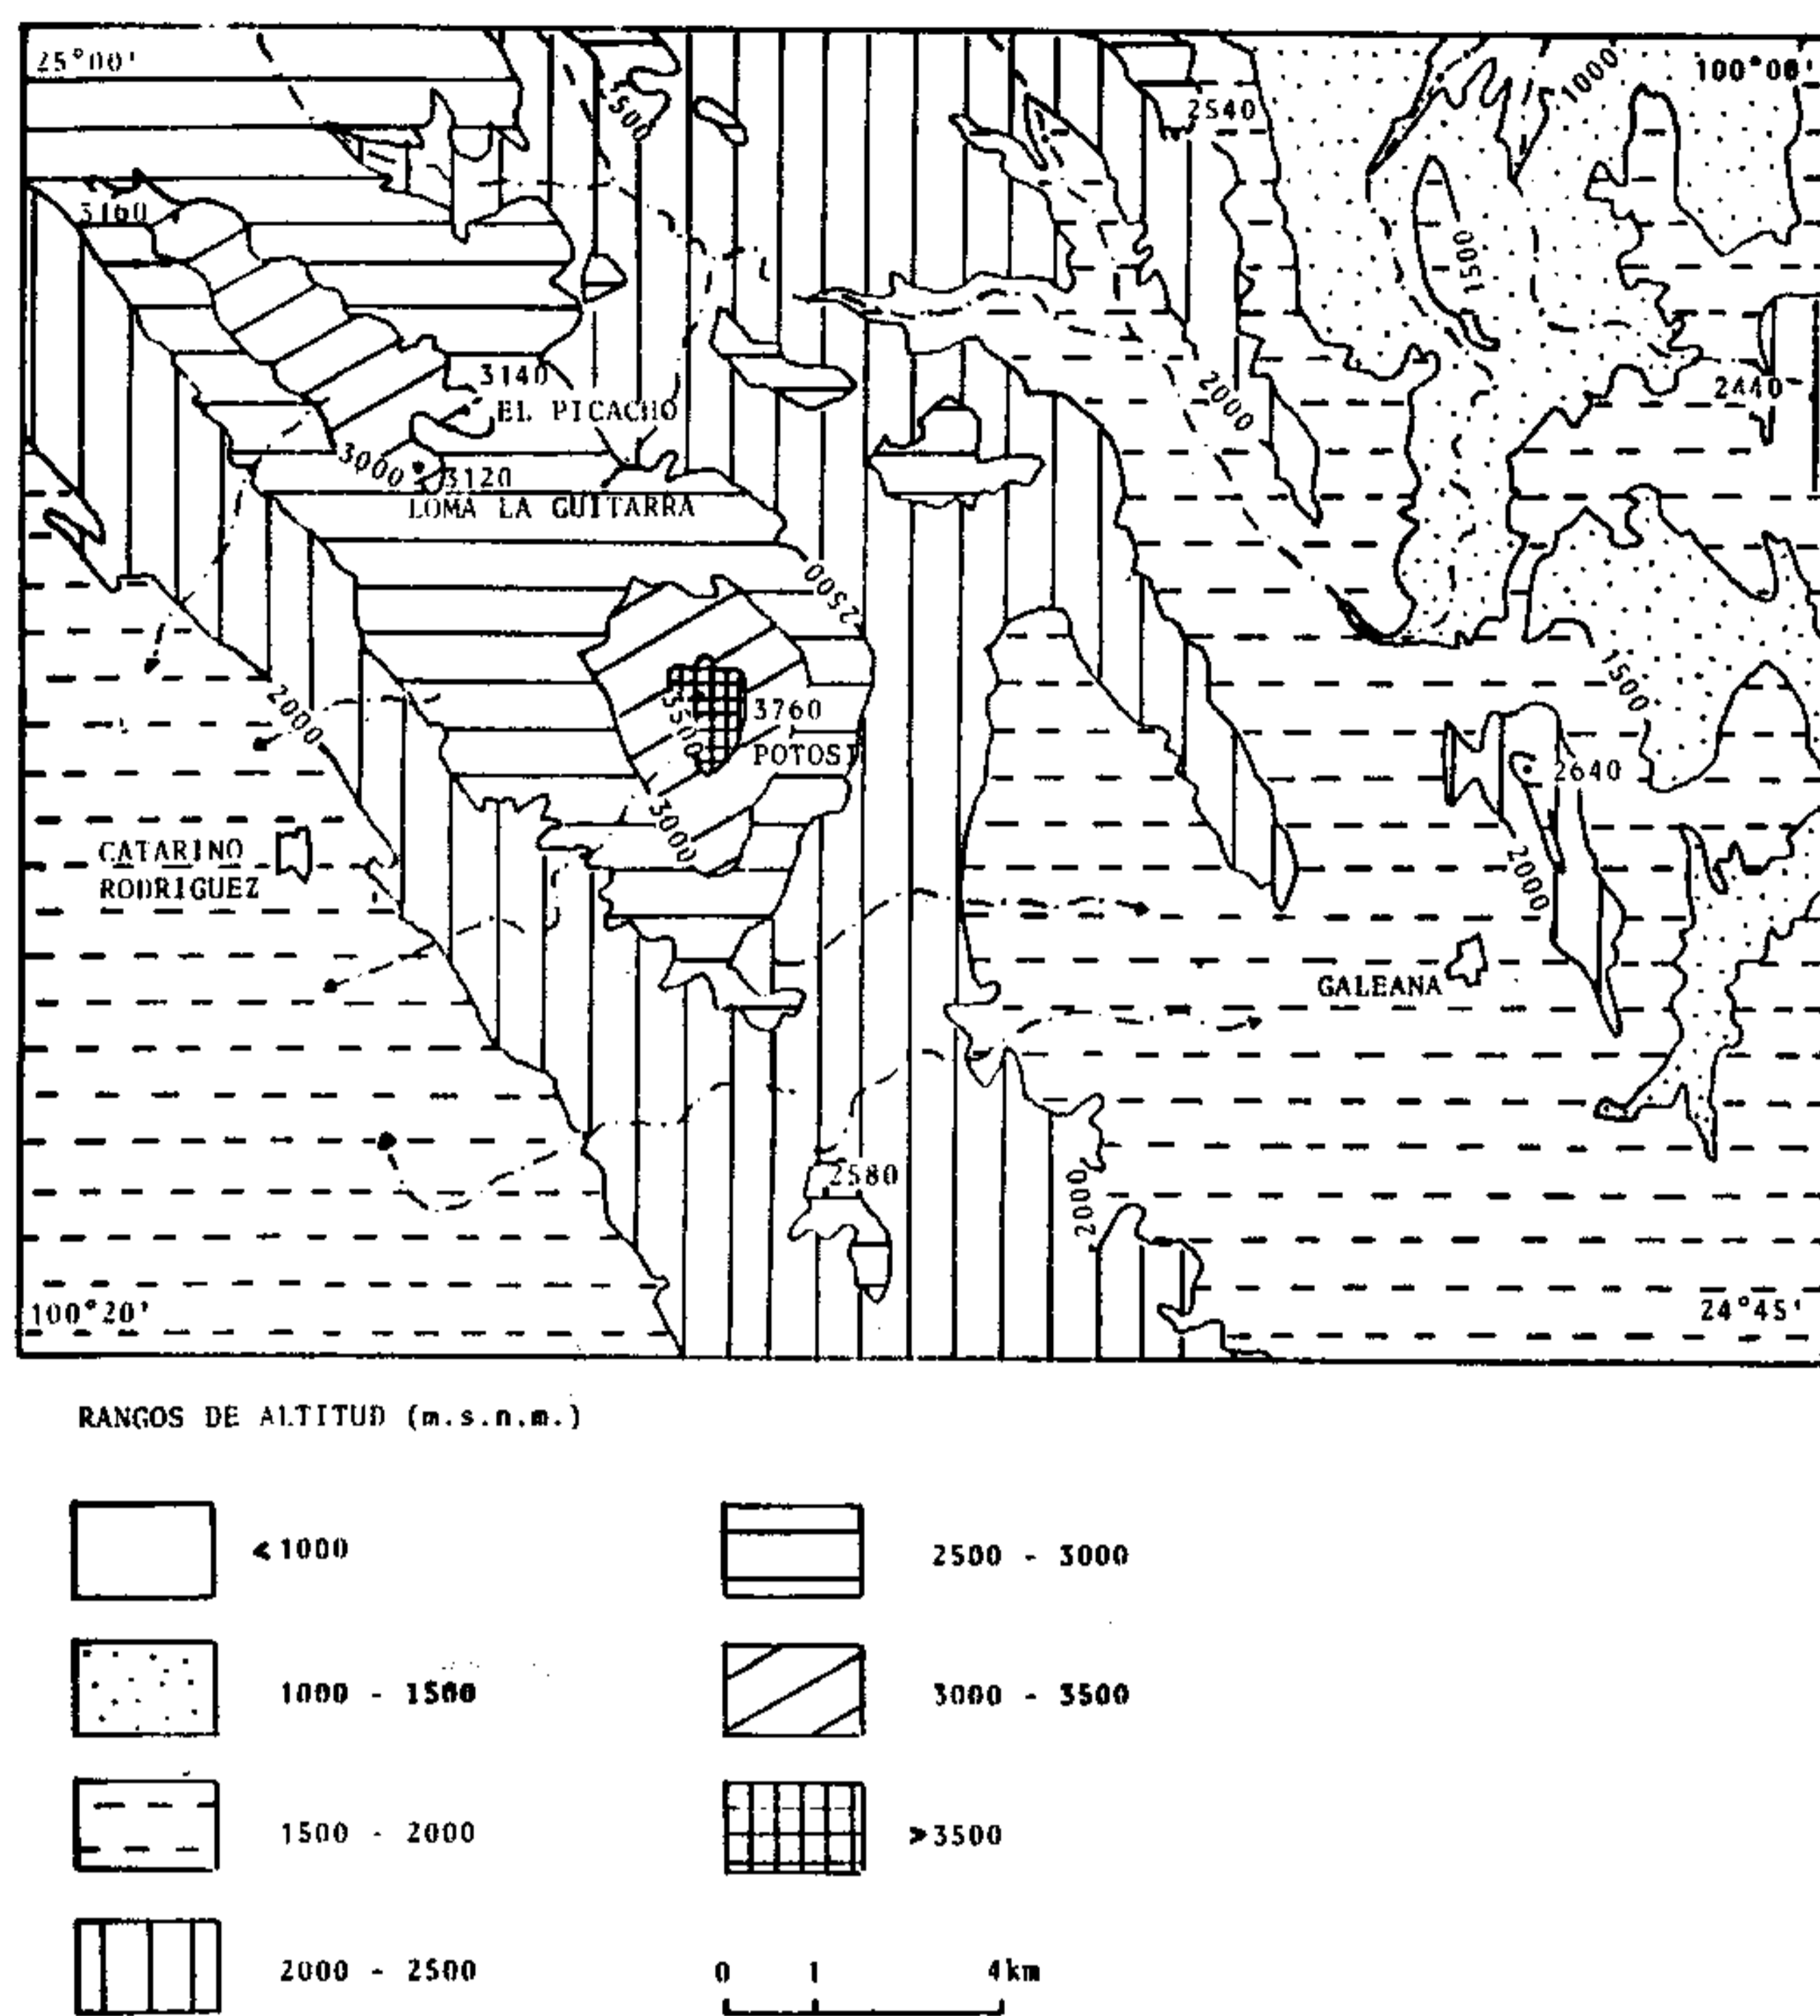 25°00'
100°00'
1000
2540
500
3160
1500
3140
EL PICACHO
2000
2440
3000
3120
LOMA LA GUITARRA
2500
1500
2000
3500
3760
POTOSI
2640
3000
2000
CATARINO
RODRIGUEZ
GALEANA
2580
2000
100°20'
24°45'
RANGOS DE ALTITUD (m.s.n.m.)
<1000
2500 - 3000
1000 - 1500
3000 - 3500
1500 - 2000
>3500
2000 - 2500
0 1 4km